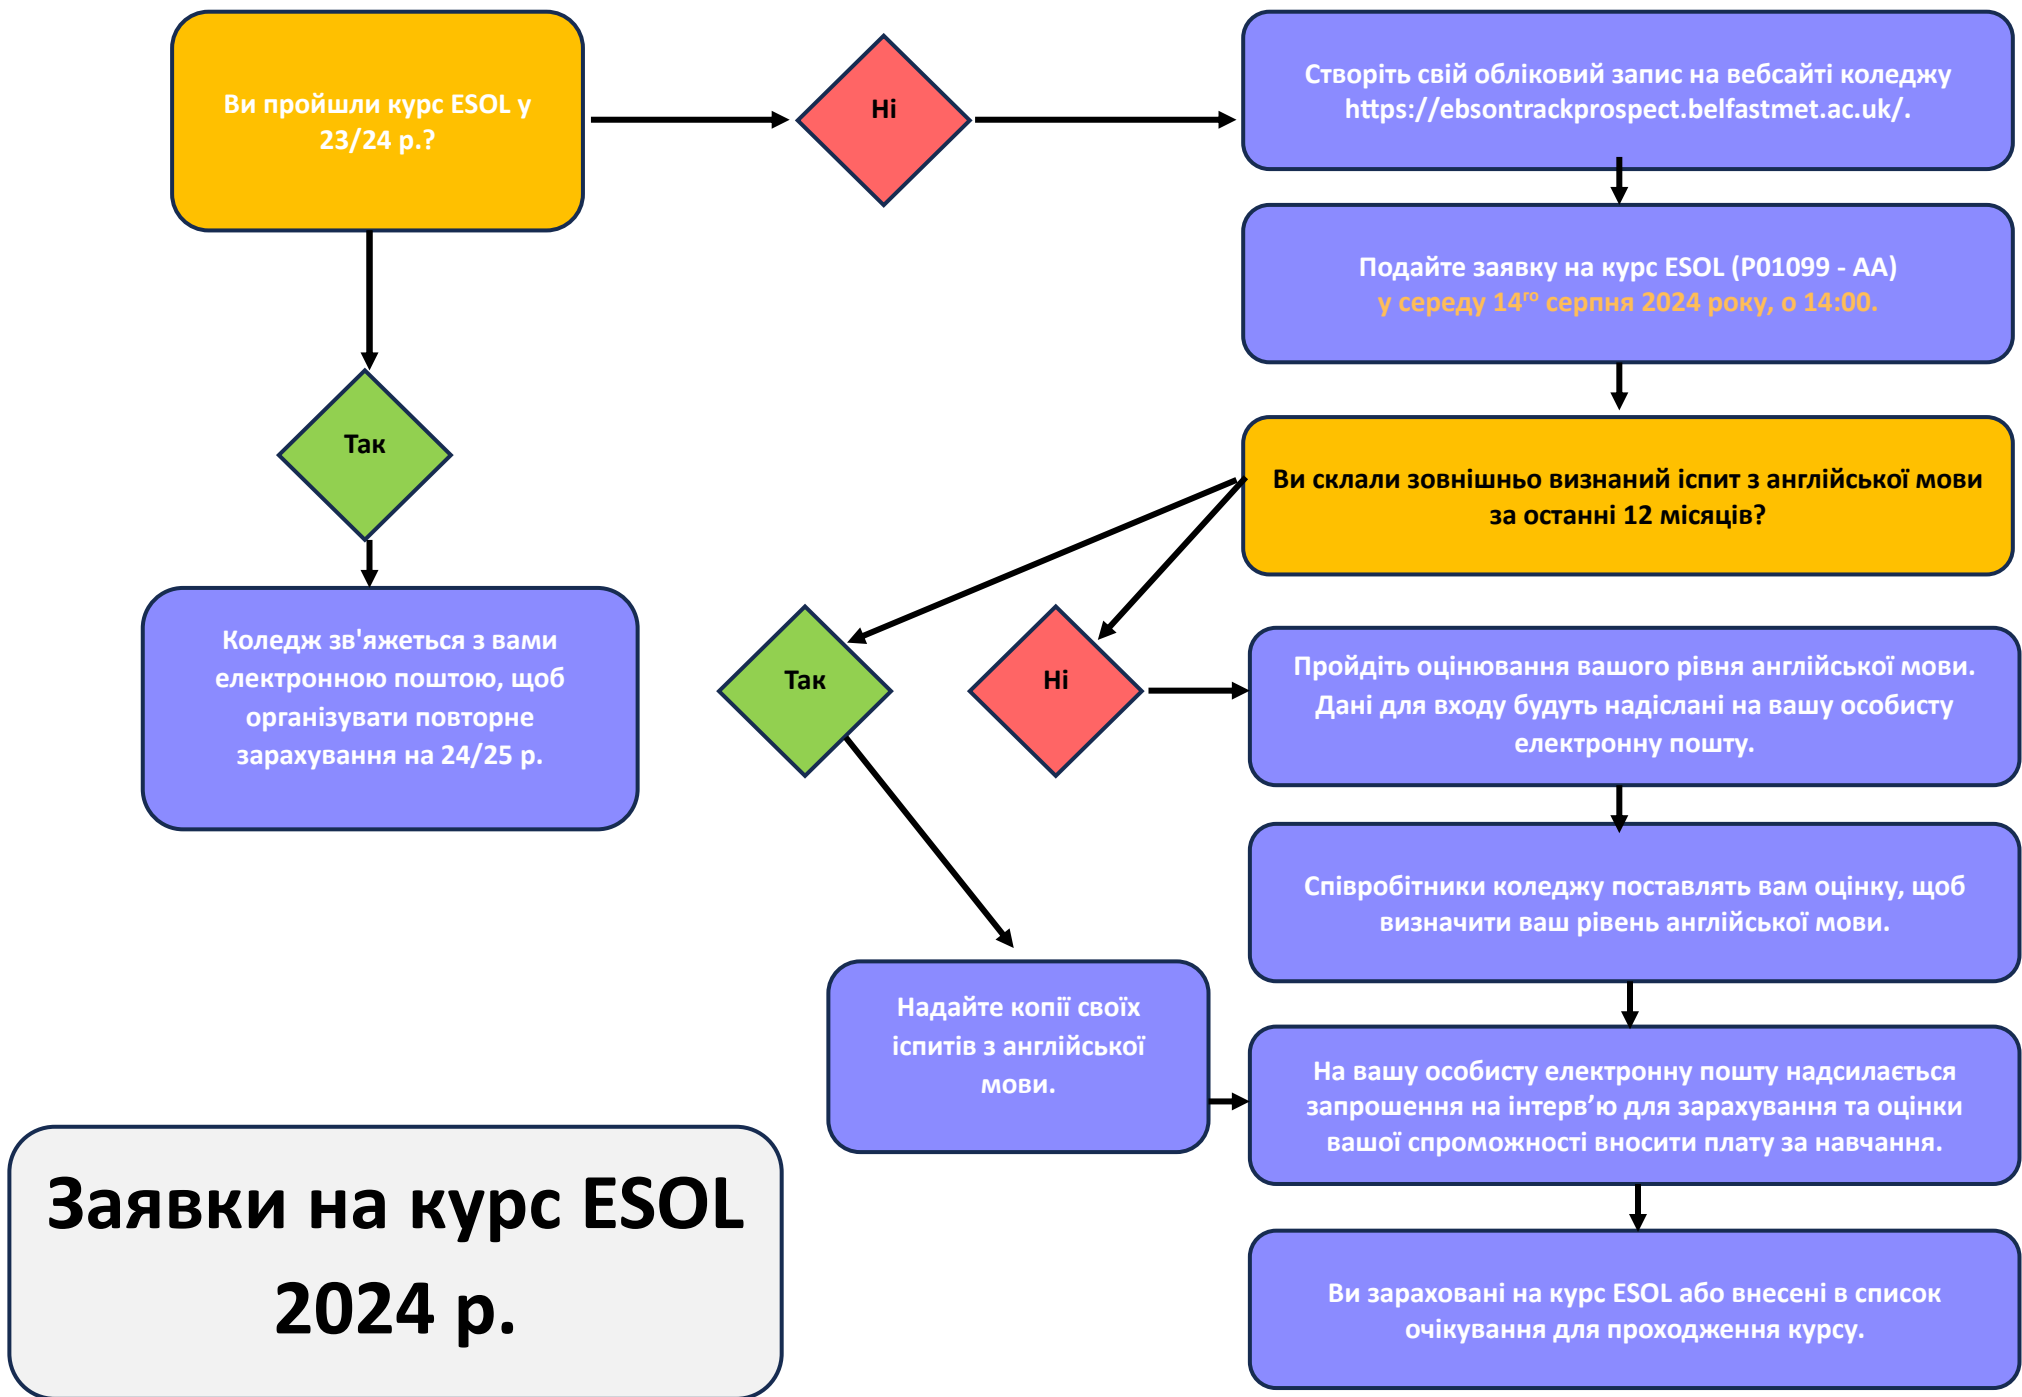 Ви пройшли курс ESOL у
23/24 р.?
Ні
Створіть свій обліковий запис на вебсайті коледжу
https://ebsontrackprospect.belfastmet.ac.uk/.
Подайте заявку на курс ESOL (P01099 - AA)
у середу 14го серпня 2024 року, о 14:00.
Так
Ви склали зовнішньо визнаний іспит з англійської мови
за останні 12 місяців?
Коледж зв'яжеться з вами
електронною поштою, щоб
організувати повторне
зарахування на 24/25 р.
Так
Ні
Пройдіть оцінювання вашого рівня англійської мови.
Дані для входу будуть надіслані на вашу особисту
електронну пошту.
Співробітники коледжу поставлять вам оцінку, щоб
визначити ваш рівень англійської мови.
Надайте копії своїх
іспитів з англійської
мови.
На вашу особисту електронну пошту надсилається
запрошення на інтерв’ю для зарахування та оцінки
вашої спроможності вносити плату за навчання.
Заявки на курс ESOL
2024 р.
Ви зараховані на курс ESOL або внесені в список
очікування для проходження курсу.